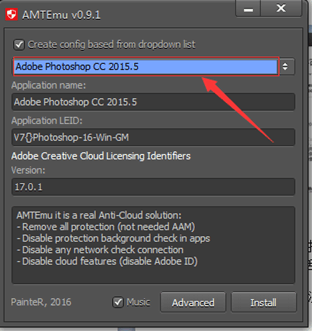 AMTEmu v0.9.1
Create config based from dropdown list
Adobe Photoshop CC 2015.5
Application name:
Adobe Photoshop CC 2015.5
Application LEID:
V7{}Photoshop-16-Win-GM
Adobe Creative Cloud Licensing Identifiers
Version:
17.0.1
AMTEmu it is a real Anti-Cloud solution:
- Remove all protection (not needed AAM)
- Disable protection background check in apps
- Disable any network check connection
- Disable cloud features (disable Adobe ID)
PainteR, 2016 Music Advanced Install